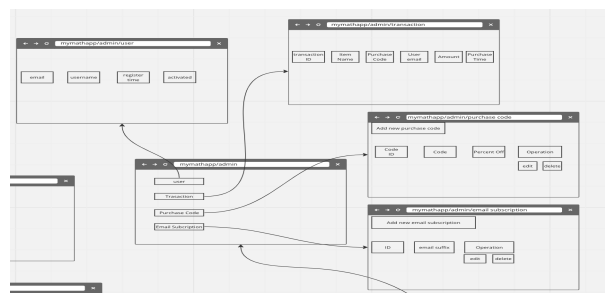 mymathapp/admin/user
email
username
register
time
activated
mymathapp/admin/transaction
transaction
ID
Item
Name
Purchase
Code
User
email
Amount
Purchase
Time
mymathapp/admin
user
Trasaction
Purchase Code
Email Subcription
mymathapp/admin/purchase code
Add new purchase code
Code
ID
Code
Percent Off
Operation
edit
delete
mymathapp/admin/email subscription
Add new email subscription
ID
email suffix
Operation
edit
delete